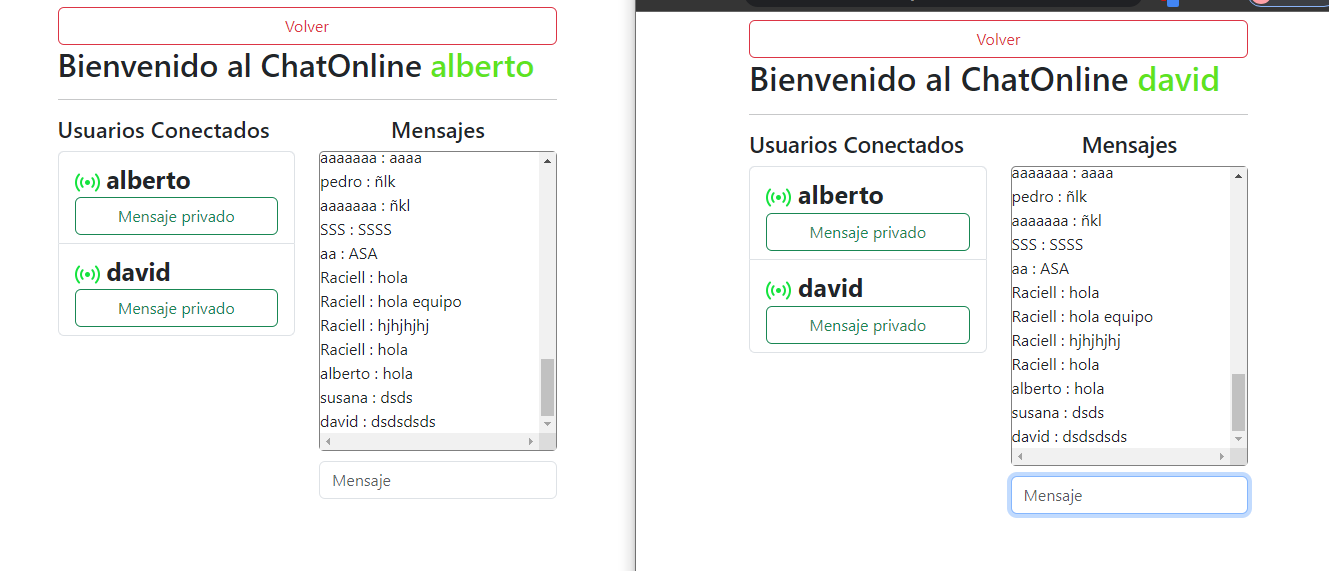 Volver
Bienvenido al ChatOnline alberto
Usuarios Conectados
alberto
Mensaje privado
david
Mensaje privado
Mensajes
aaaaaaa : aaaa
pedro : ñlk
aaaaaaa : ñkl
SSS : SSSS
aa : ASA
Raciell : hola
Raciell : hola equipo
Raciell : hjhjhjhj
Raciell : hola
alberto : hola
susana : dsds
david : dsdsdsds
Mensaje
Volver
Bienvenido al ChatOnline david
Usuarios Conectados
alberto
Mensaje privado
david
Mensaje privado
Mensajes
aaaaaaa : aaaa
pedro : ñlk
aaaaaaa : ñkl
SSS : SSSS
aa : ASA
Raciell : hola
Raciell : hola equipo
Raciell : hjhjhjhj
Raciell : hola
alberto : hola
susana : dsds
david : dsdsdsds
Mensaje